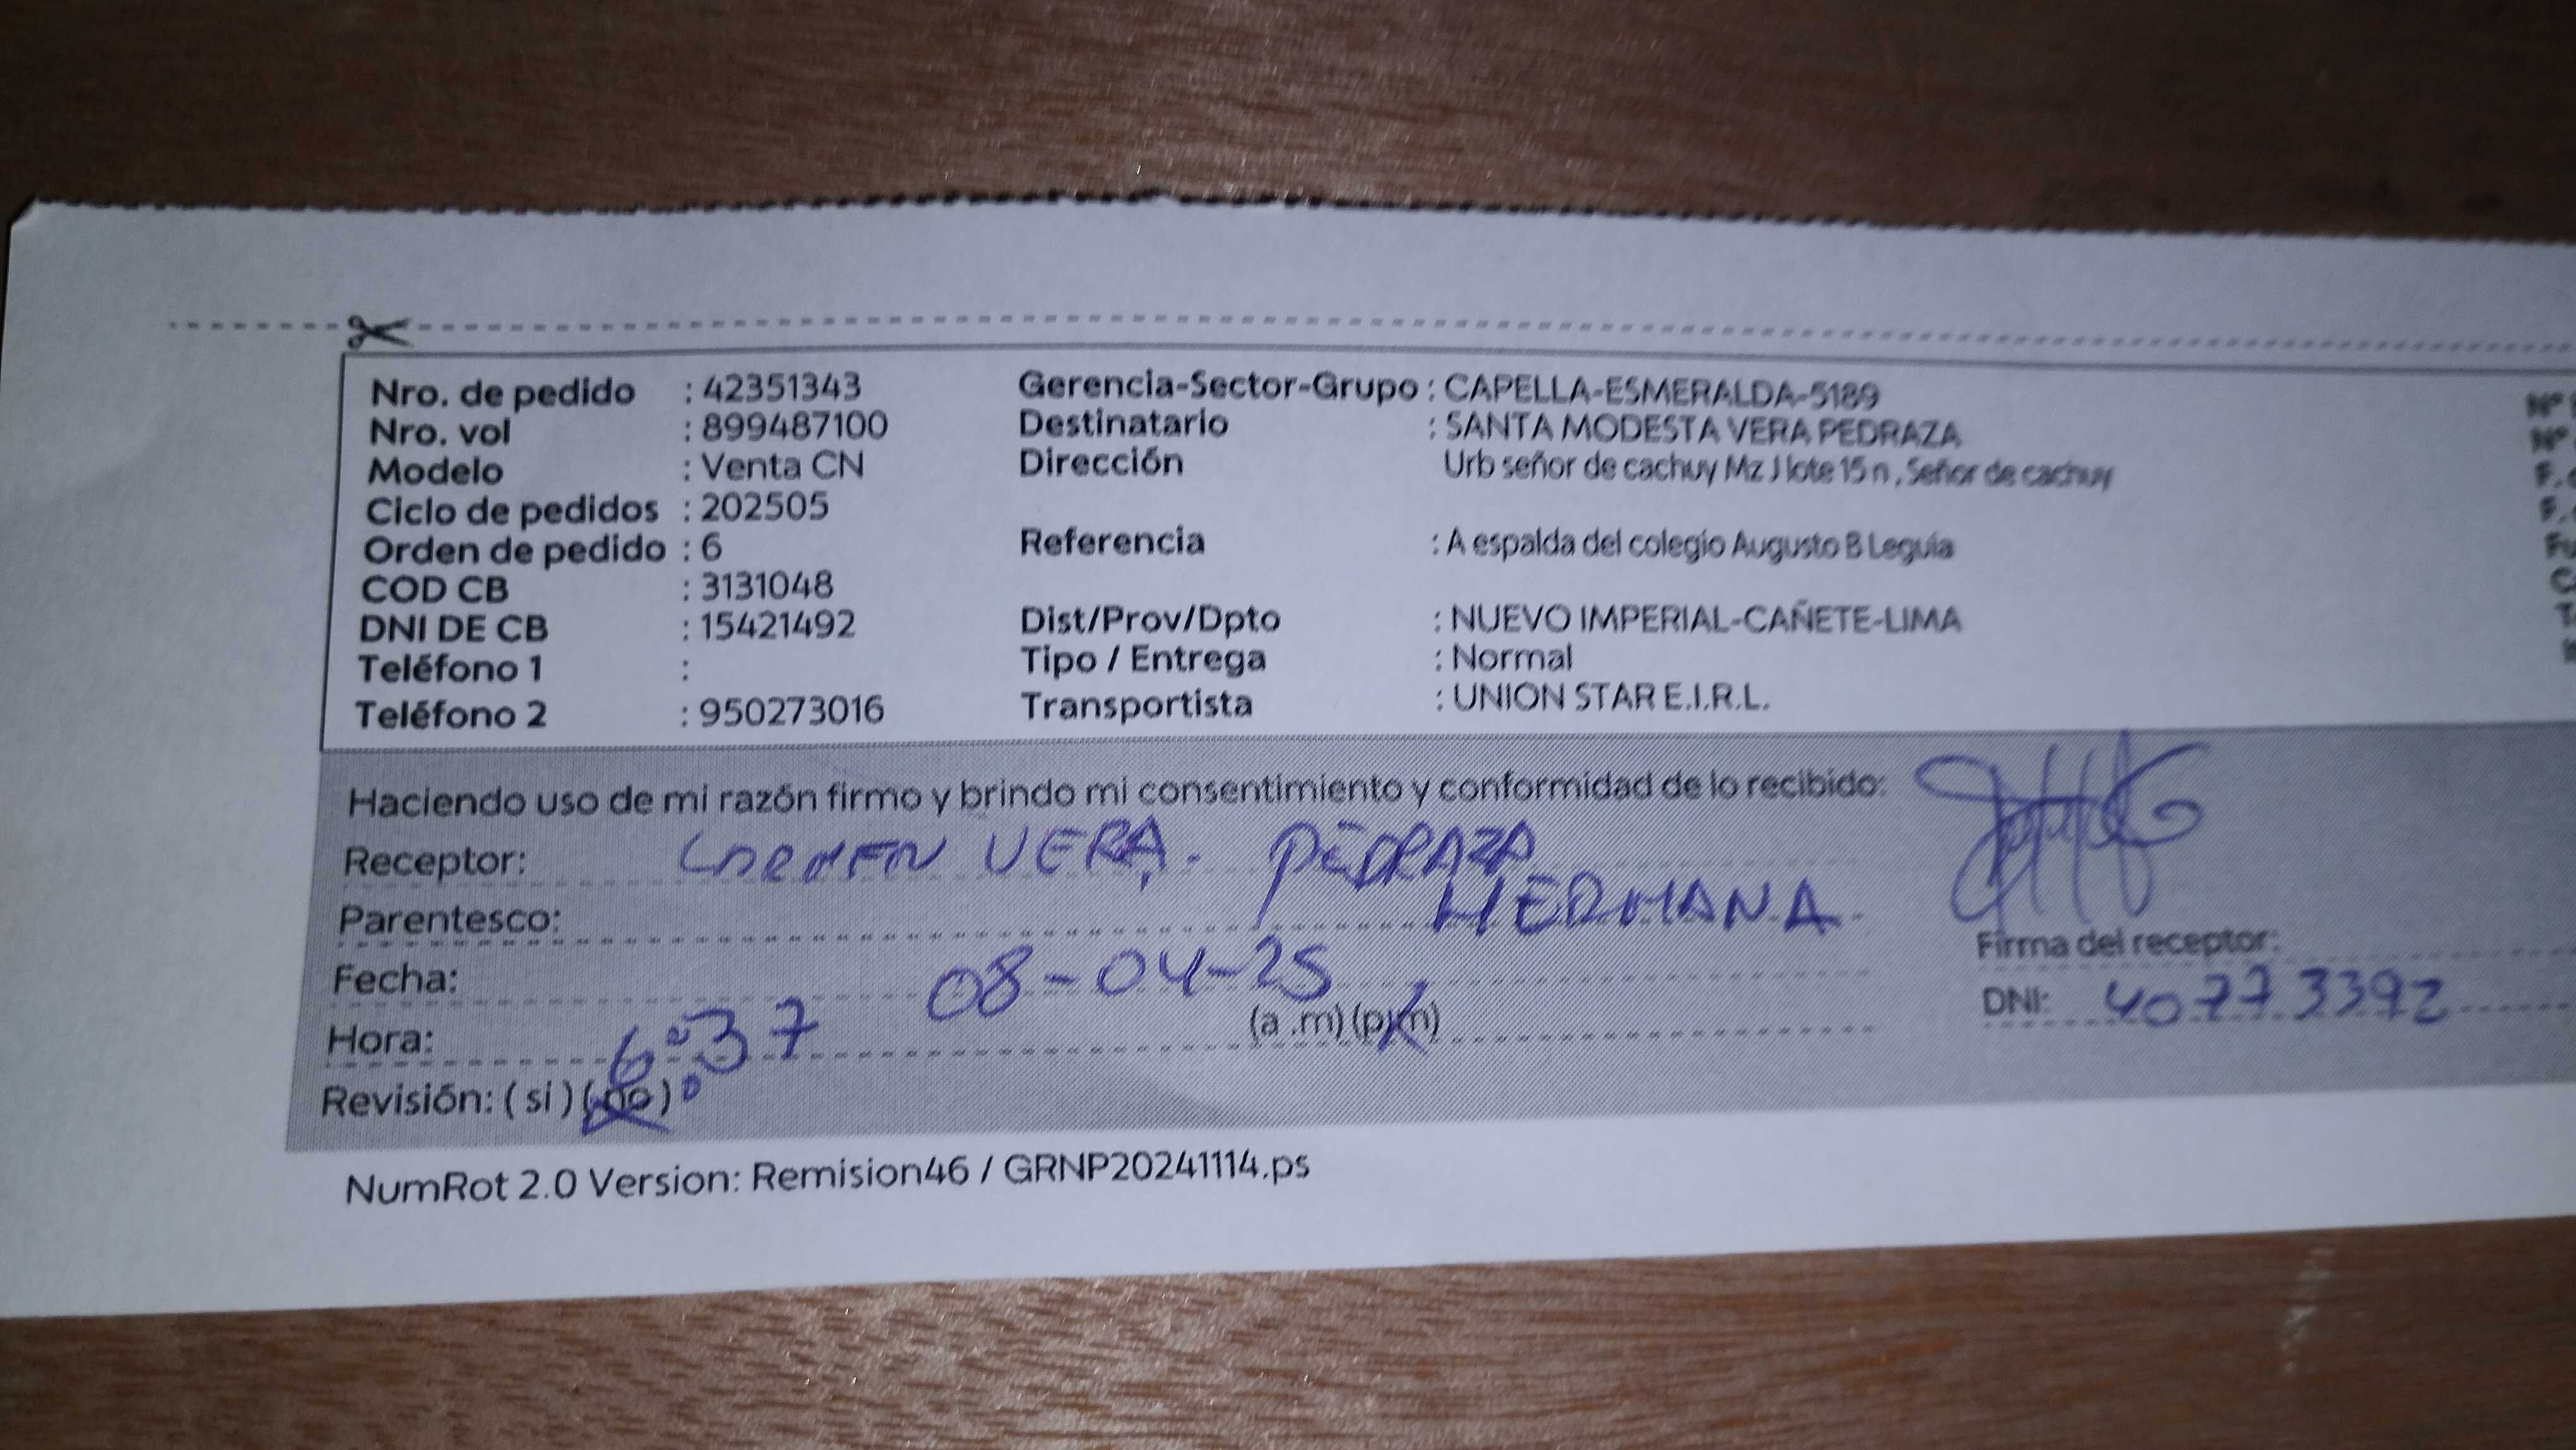 Nro. de pedido : 42351343 Gerencia-Sector-Grupo : CAPELLA-ESMERALDA-5189
Nro. vol : 899487100 Destinatario : SANTA MODESTA VERA PEDRAZA
Modelo : Venta CN Dirección Urb señor de cachuy Mz J lote 15 n , Señor de cachuy
Ciclo de pedidos : 202505
Orden de pedido : 6 Referencia : A espalda del colegio Augusto B Leguia
COD CB : 3131048
DNI DE CB : 15421492 Dist/Prov/Dpto : NUEVO IMPERIAL-CAÑETE-LIMA
Teléfono 1 : Tipo / Entrega : Normal
Teléfono 2 : 950273016 Transportista : UNION STAR E.I.R.L.
Haciendo uso de mi razón firmo y brindo mi consentimiento y conformidad de lo recibido:
Receptor: CARMEN VERA. PEDRAZA
Parentesco: HERMANA
Firma del receptor:
Fecha: 08-04-25
DNI: 40773392
Hora: 6:37 (a .m) (p.m)
Revisión: ( si ) ( no )
NumRot 2.0 Version: Remision46 / GRNP20241114.ps